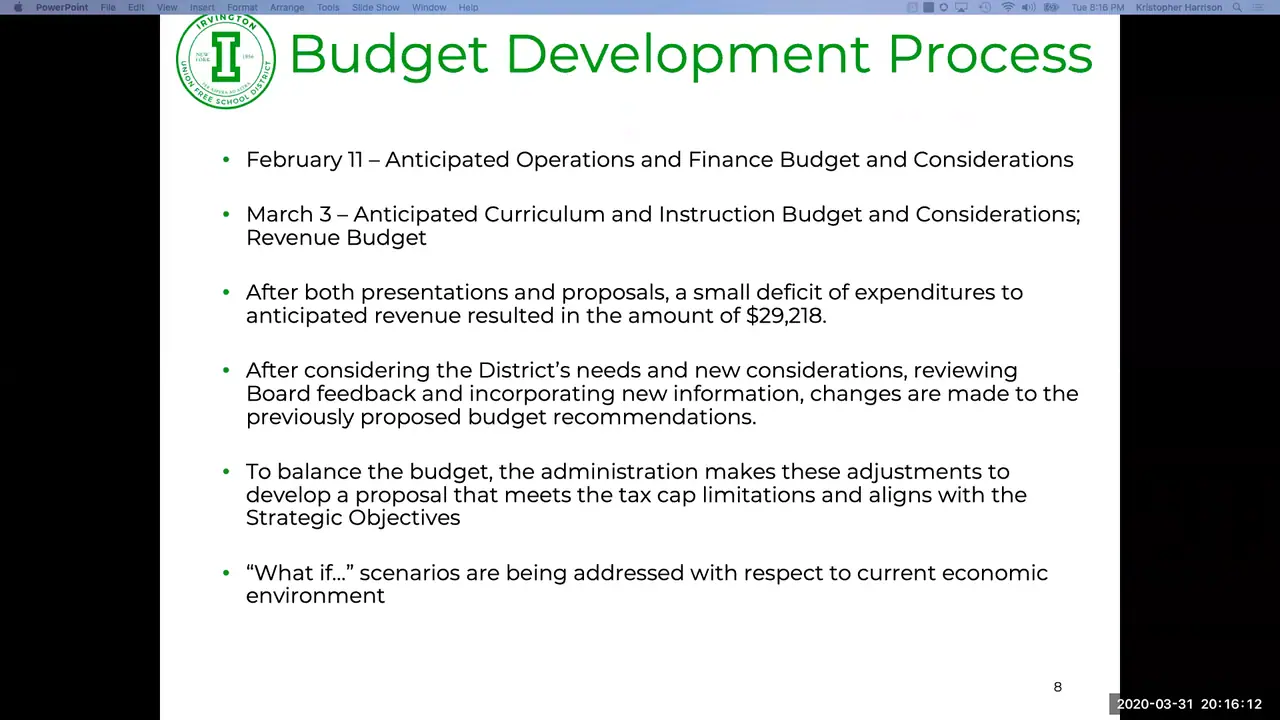 PowerPoint File Edit View Insert Format Arrange Tools Slide Show Window Help Tue 8:16 PM Kristopher Harrison
IRVINGTON
NEW YORK 1896
UNION FREE SCHOOL DISTRICT
Budget Development Process
• February 11 – Anticipated Operations and Finance Budget and Considerations
• March 3 – Anticipated Curriculum and Instruction Budget and Considerations;
Revenue Budget
• After both presentations and proposals, a small deficit of expenditures to
anticipated revenue resulted in the amount of $29,218.
• After considering the District’s needs and new considerations, reviewing
Board feedback and incorporating new information, changes are made to the
previously proposed budget recommendations.
• To balance the budget, the administration makes these adjustments to
develop a proposal that meets the tax cap limitations and aligns with the
Strategic Objectives
• “What if...” scenarios are being addressed with respect to current economic
environment
8
2020-03-31 20:16:12